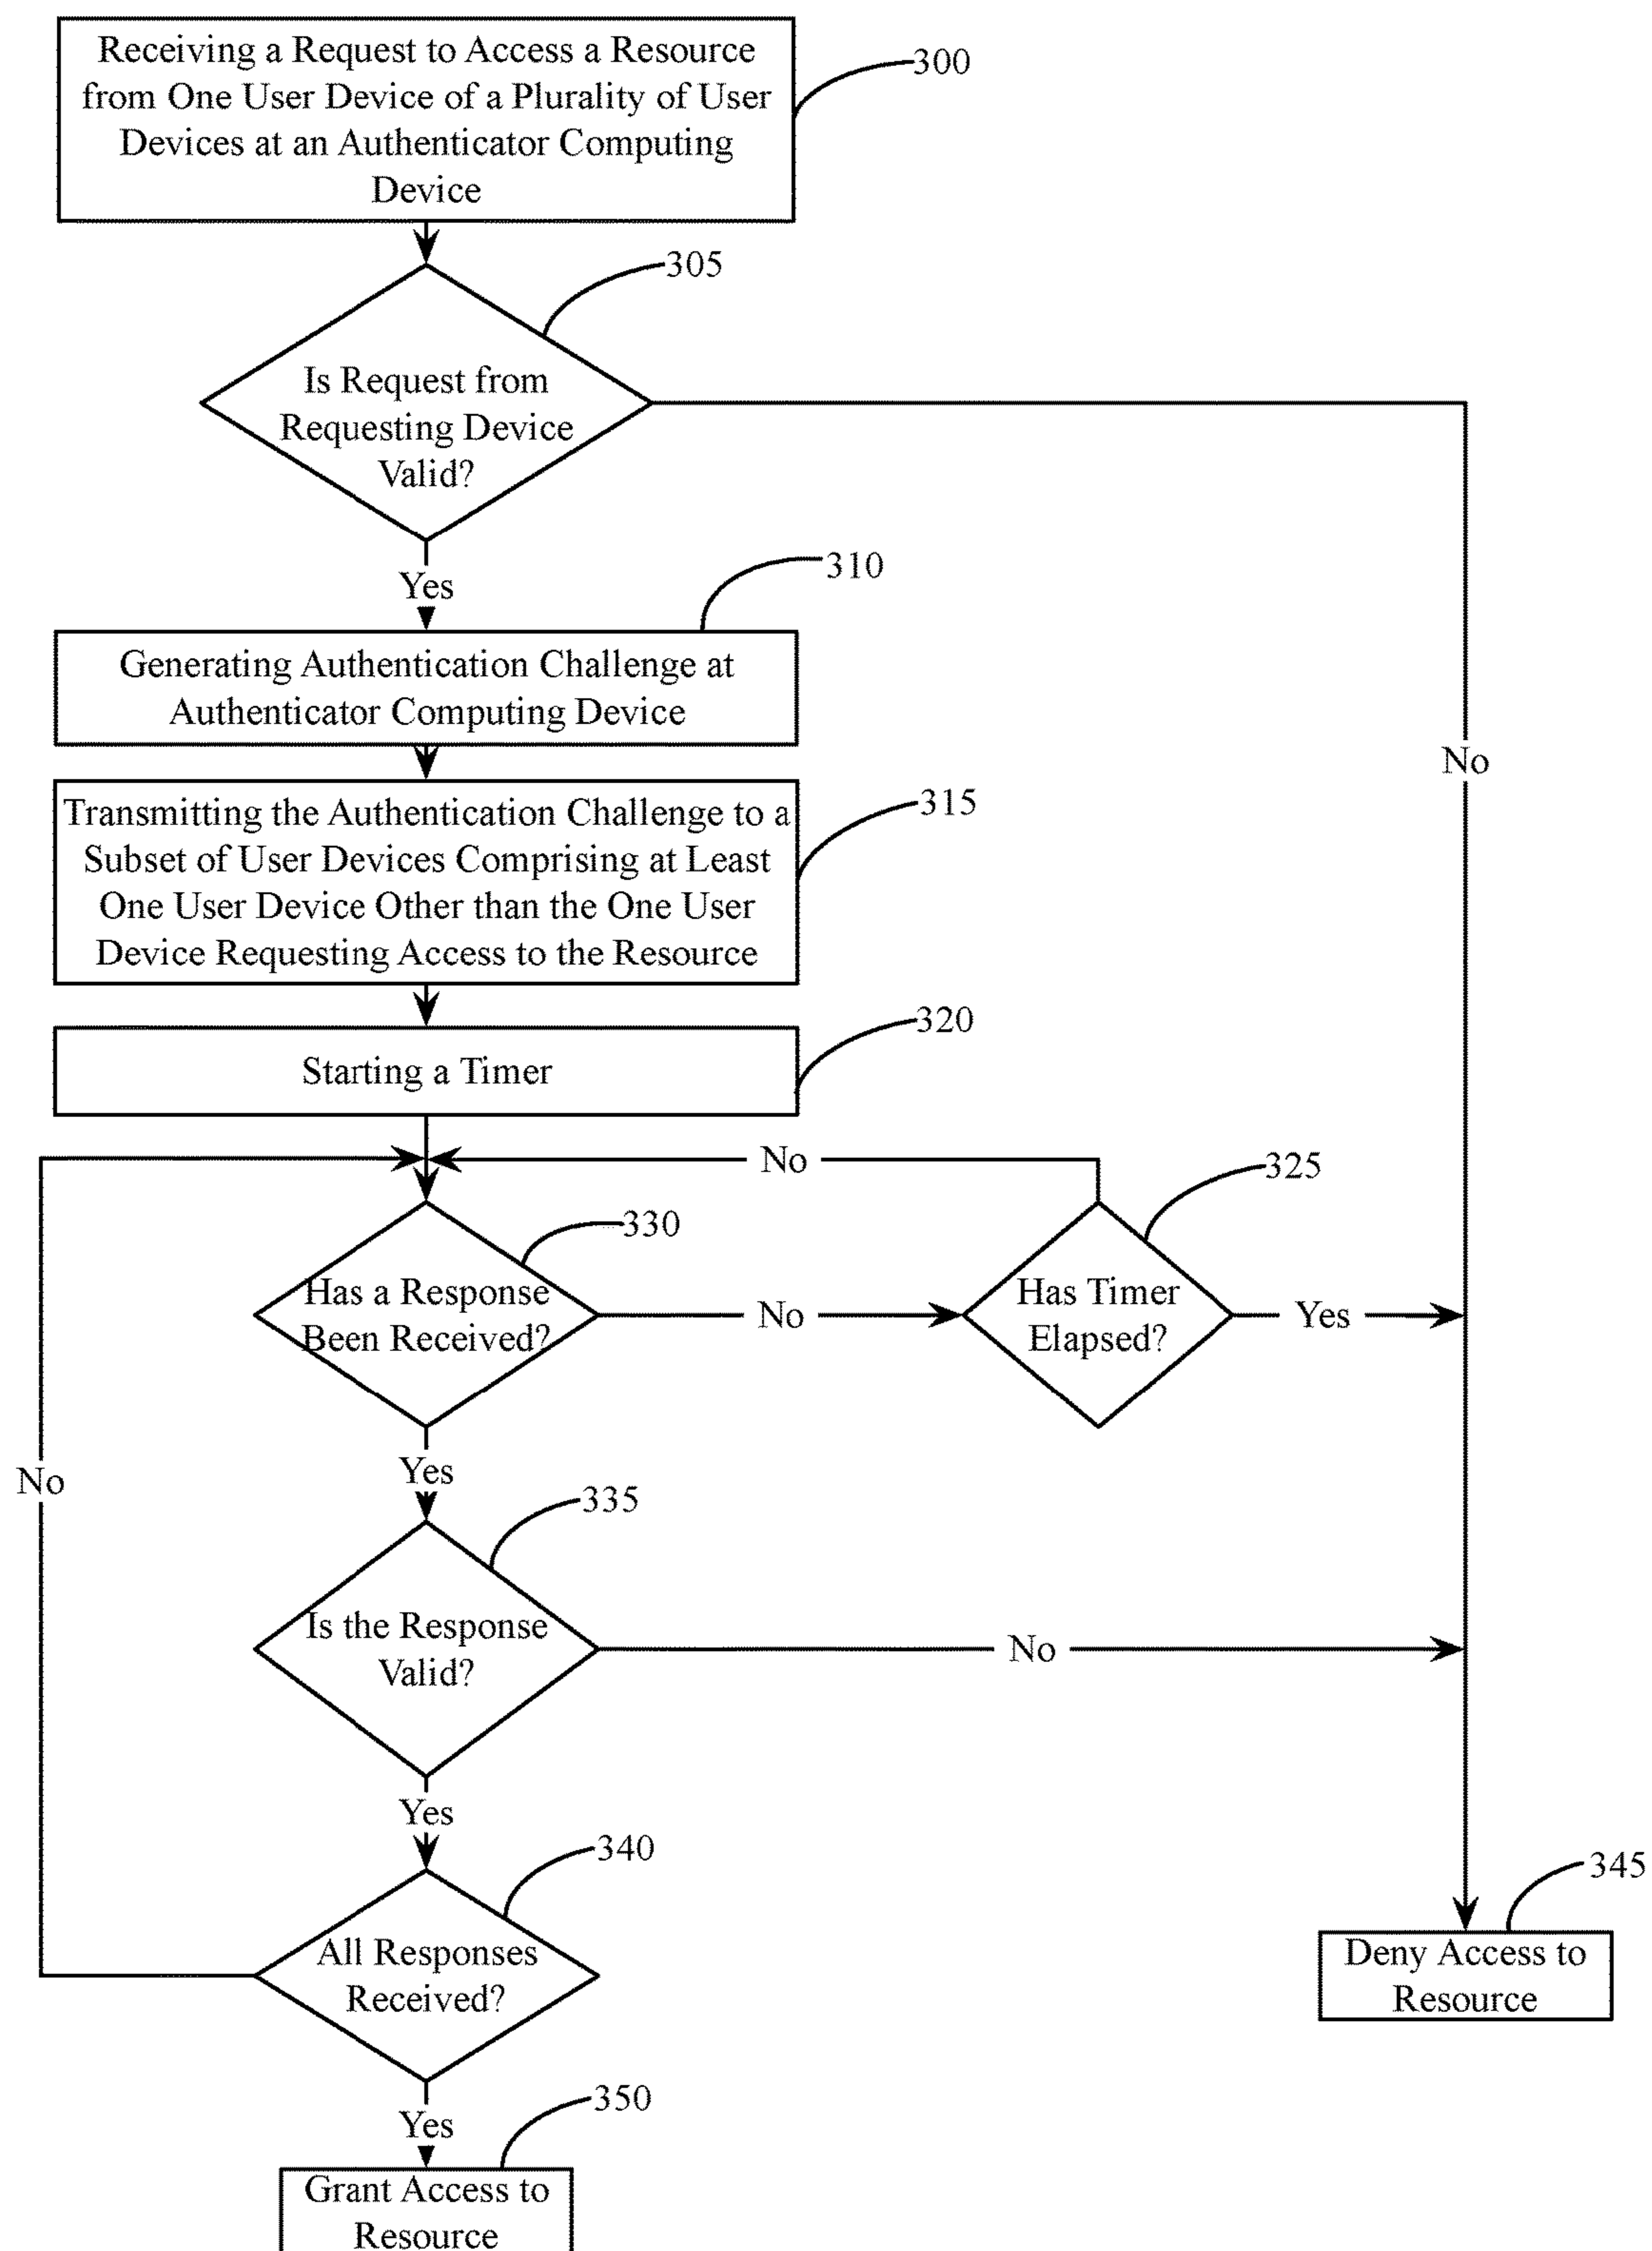 Receiving a Request to Access a Resource
from One User Device of a Plurality of User
Devices at an Authenticator Computing
Device
300
305
Is Request from
Requesting Device
Valid?
310
Yes
Generating Authentication Challenge at
Authenticator Computing Device
No
Transmitting the Authentication Challenge to a
Subset of User Devices Comprising at Least
One User Device Other than the One User
Device Requesting Access to the Resource
315
320
Starting a Timer
No
325
330
Has a Response
Been Received?
No
Has Timer
Elapsed?
Yes
Yes
No
335
Is the Response
Valid?
No
Yes
340
345
All Responses
Received?
Deny Access to
Resource
350
Yes
Grant Access to
Resource